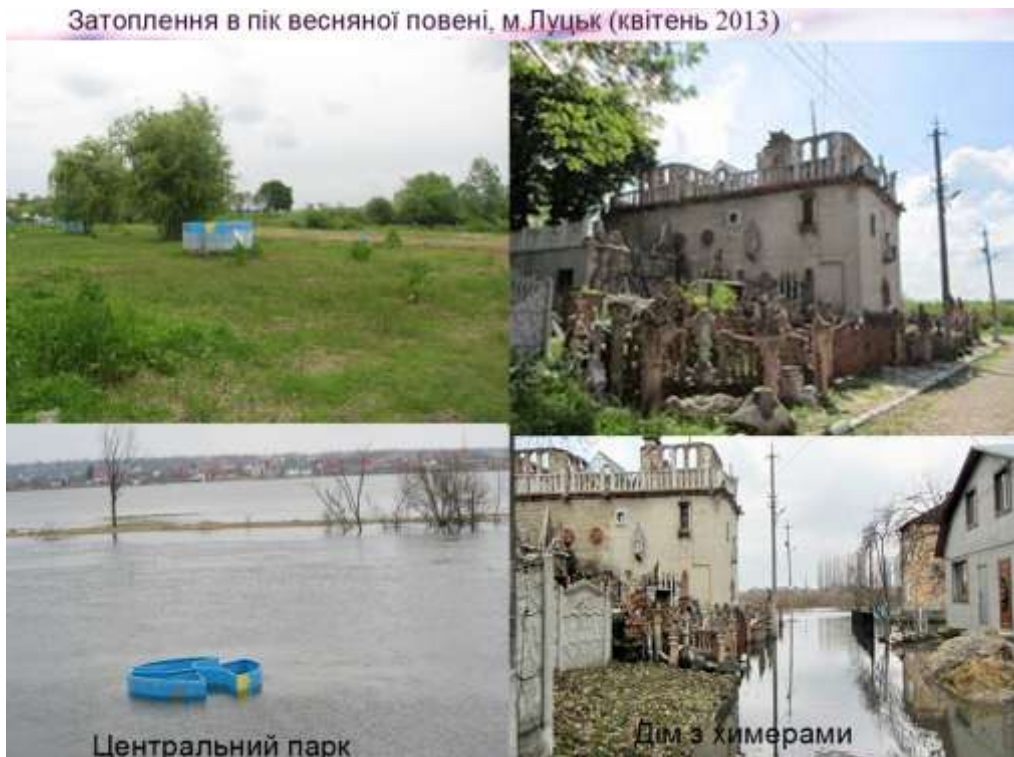 Затоплення в пік весняної повені, м.Луцьк (квітень 2013)
Центральний парк
Дім з химерами